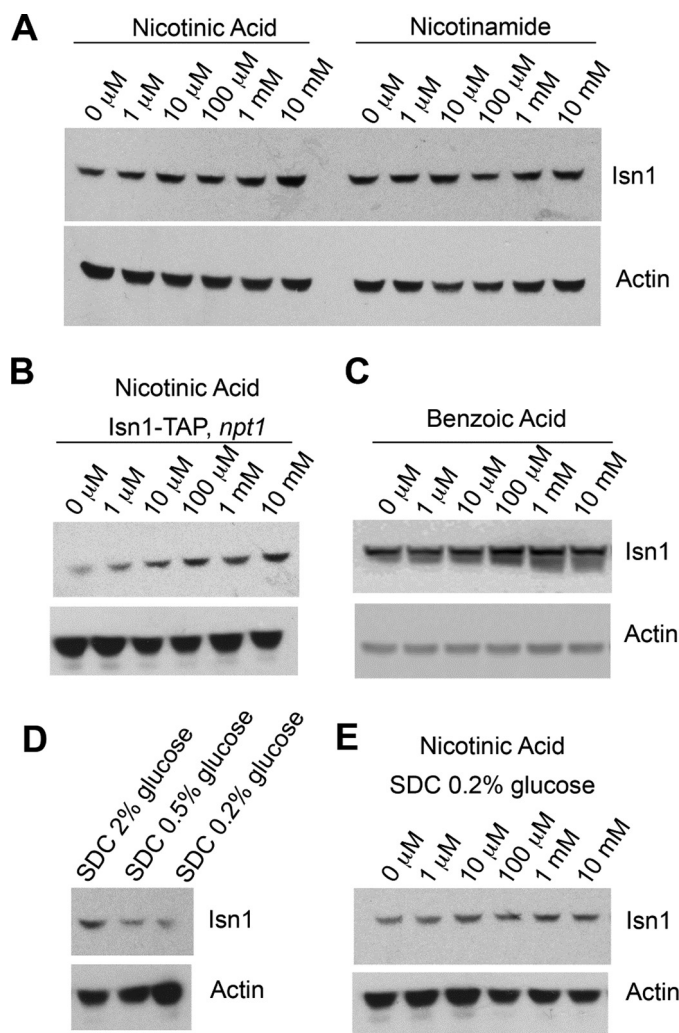 A
Nicotinic Acid Nicotinamide
0 µM 1 µM 10 µM 100 µM 1 mM 10 mM 0 µM 1 µM 10 µM 100 µM 1 mM 10 mM
Isn1
Actin
B
Nicotinic Acid
Isn1-TAP, npt1
0 µM 1 µM 10 µM 100 µM 1 mM 10 mM
C
Benzoic Acid
0 µM 1 µM 10 µM 100 µM 1 mM 10 mM
Isn1
Actin
D
SDC 2% glucose
SDC 0.5% glucose
SDC 0.2% glucose
Isn1
Actin
E
Nicotinic Acid
SDC 0.2% glucose
0 µM 1 µM 10 µM 100 µM 1 mM 10 mM
Isn1
Actin